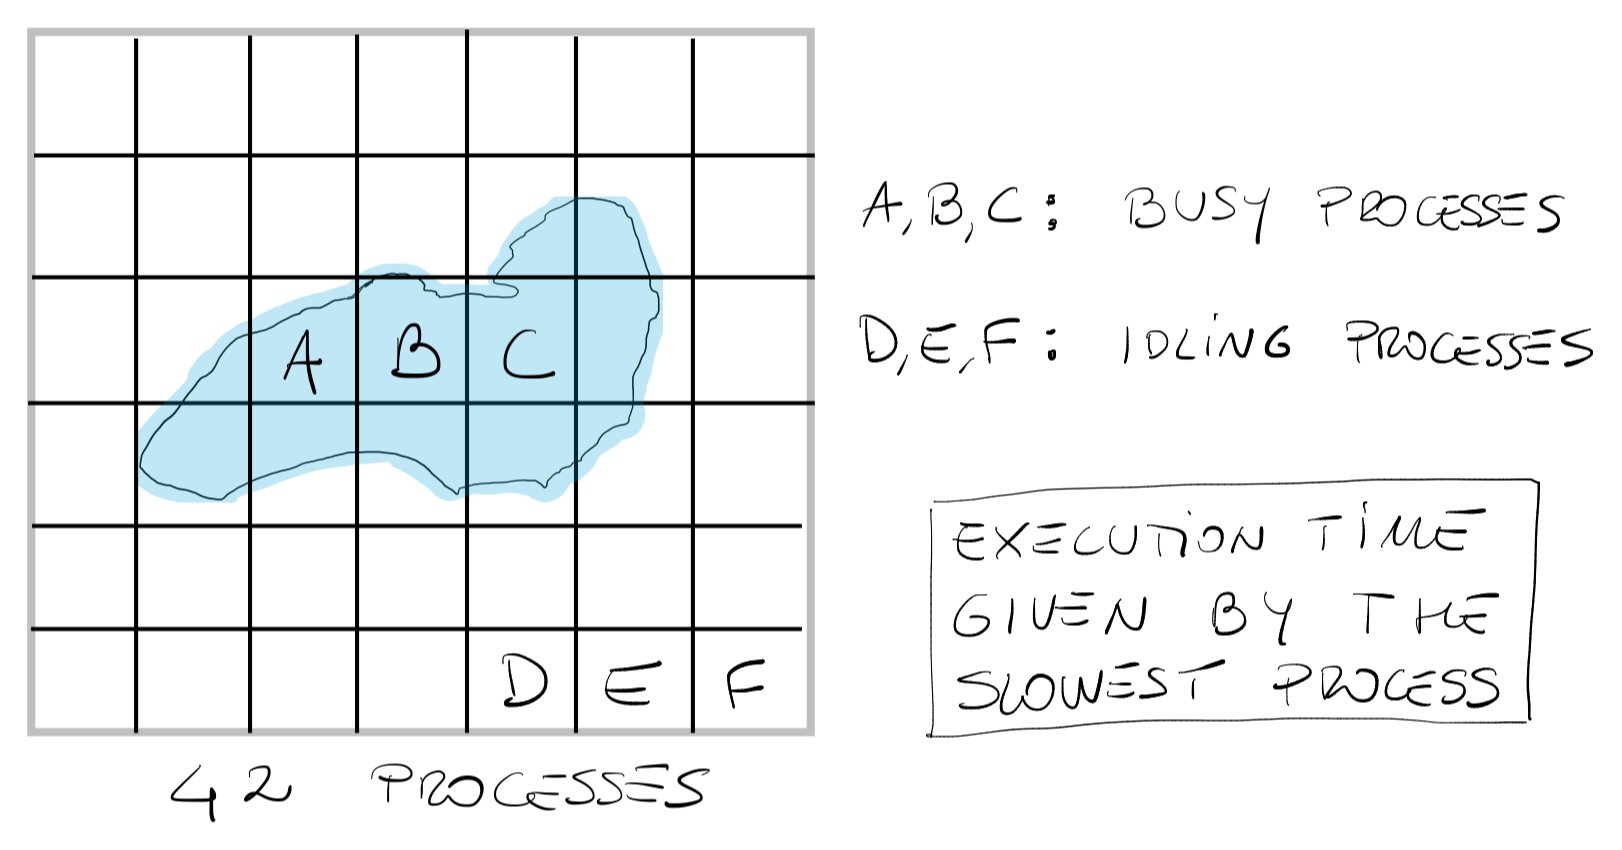 A B C
D E F
42 PROCESSES
A, B, C : BUSY PROCESSES
D, E, F : IDLING PROCESSES
EXECUTION TIME
GIVEN BY THE
SLOWEST PROCESS